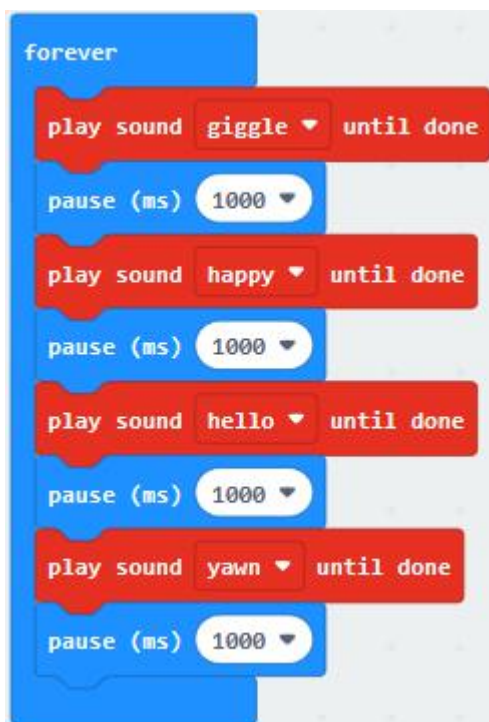 forever
play sound giggle until done
pause (ms) 1000
play sound happy until done
pause (ms) 1000
play sound hello until done
pause (ms) 1000
play sound yawn until done
pause (ms) 1000